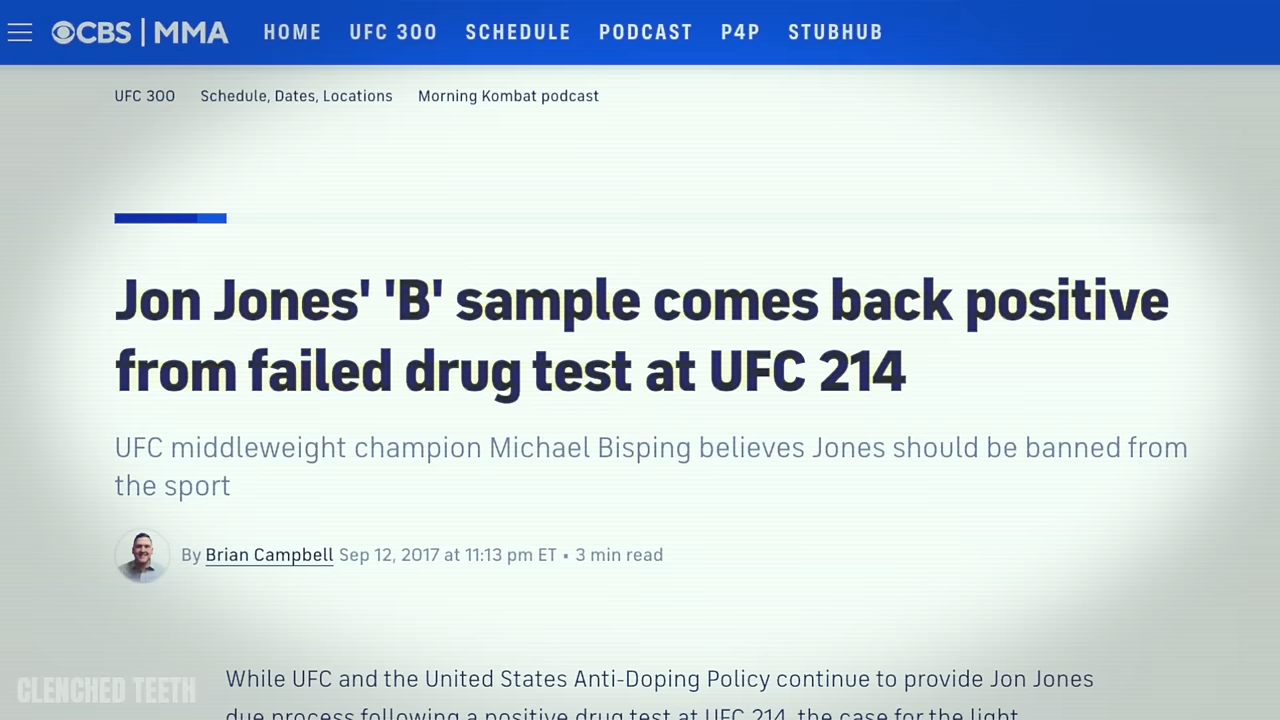 CBS | MMA HOME UFC 300 SCHEDULE PODCAST P4P STUBHUB
UFC 300 Schedule, Dates, Locations Morning Kombat podcast
Jon Jones' 'B' sample comes back positive
from failed drug test at UFC 214
UFC middleweight champion Michael Bisping believes Jones should be banned from
the sport
By Brian Campbell Sep 12, 2017 at 11:13 pm ET • 3 min read
While UFC and the United States Anti-Doping Policy continue to provide Jon Jones
due process following a positive drug test at UFC 214, the case for the light
CLENCHED TEETH